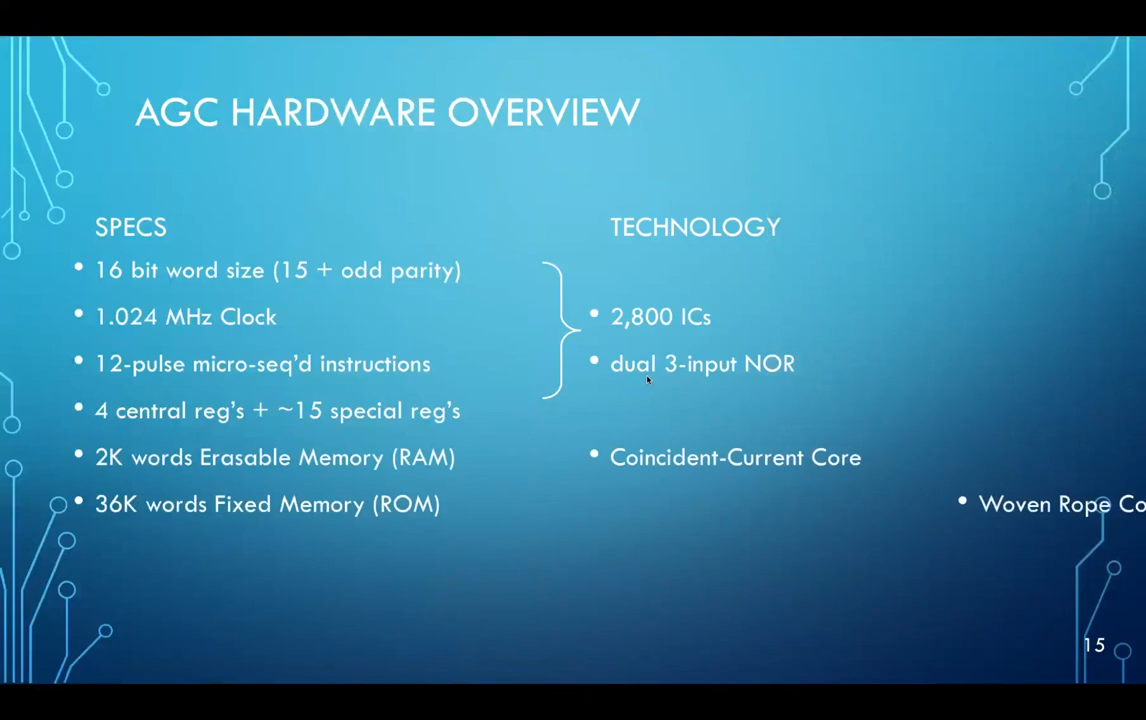 AGC HARDWARE OVERVIEW
SPECS
• 16 bit word size (15 + odd parity)
• 1.024 MHz Clock
• 12-pulse micro-seq'd instructions
• 4 central reg's + ~15 special reg's
• 2K words Erasable Memory (RAM)
• 36K words Fixed Memory (ROM)
TECHNOLOGY
• 2,800 ICs
• dual 3-input NOR
• Coincident-Current Core
• Woven Rope Co
15